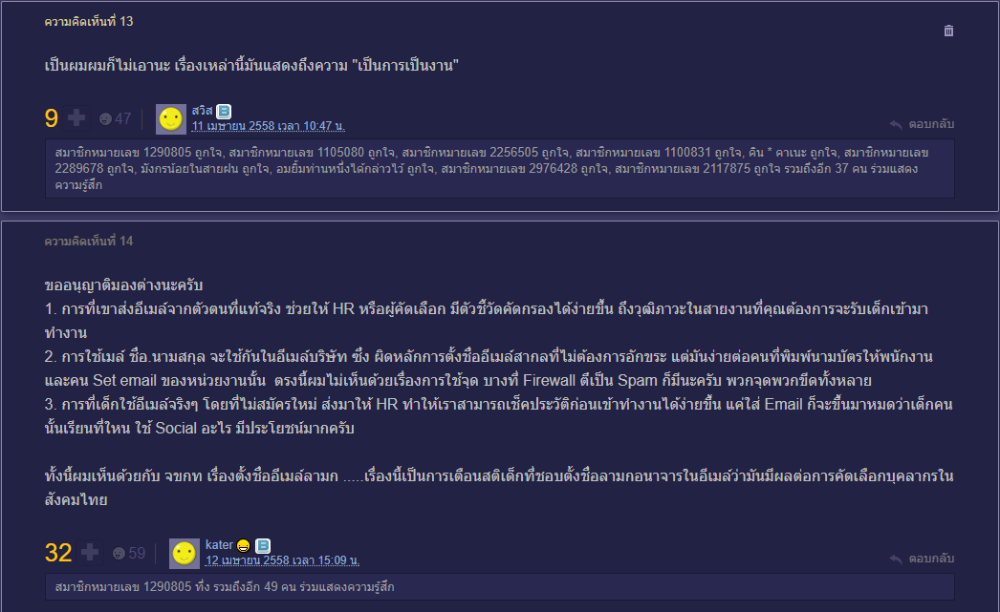 ความคิดเห็นที่ 13
เป็นผมผมก็ไม่เอานะ เรื่องเหล่านี้มันแสดงถึงความ "เป็นการเป็นงาน"
9 47 สวิส
11 เมษายน 2558 เวลา 10:47 น.
ตอบกลับ
สมาชิกหมายเลข 1290805 ถูกใจ, สมาชิกหมายเลข 1105080 ถูกใจ, สมาชิกหมายเลข 2256505 ถูกใจ, สมาชิกหมายเลข 1100831 ถูกใจ, คิน * คาเนะ ถูกใจ, สมาชิกหมายเลข
2289678 ถูกใจ, มังกรน้อยในสายฝน ถูกใจ, อมยิ้มท่านหนึ่งได้กล่าวไว้ ถูกใจ, สมาชิกหมายเลข 2976428 ถูกใจ, สมาชิกหมายเลข 2117875 ถูกใจ รวมถึงอีก 37 คน ร่วมแสดง
ความรู้สึก
ความคิดเห็นที่ 14
ขออนุญาติมองต่างนะครับ
1. การที่เขาส่งอีเมล์จากตัวตนที่แท้จริง ช่วยให้ HR หรือผู้คัดเลือก มีตัวชี้วัดคัดกรองได้ง่ายขึ้น ถึงวุฒิภาวะในสายงานที่คุณต้องการจะรับเด็กเข้ามา
ทำงาน
2. การใช้เมล์ ชื่อ.นามสกุล จะใช้กันในอีเมล์บริษัท ซึ่ง ผิดหลักการตั้งชื่ออีเมล์สากลที่ไม่ต้องการอักขระ แต่มันง่ายต่อคนที่พิมพ์นามบัตรให้พนักงาน
และคน Set email ของหน่วยงานนั้น ตรงนี้ผมไม่เห็นด้วยเรื่องการใช้จุด บางที่ Firewall ตีเป็น Spam ก็มีนะครับ พวกจุดพวกขีดทั้งหลาย
3. การที่เด็กใช้อีเมล์จริงๆ โดยที่ไม่สมัครใหม่ ส่งมาให้ HR ทำให้เราสามารถเช็คประวัติก่อนเข้าทำงานได้ง่ายขึ้น แค่ใส่ Email ก็จะขึ้นมาหมดว่าเด็กคน
นั้นเรียนที่ใหน ใช้ Social อะไร มีประโยชน์มากครับ
ทั้งนี้ผมเห็นด้วยกับ จขกท เรื่องตั้งชื่ออีเมล์ลามก .....เรื่องนี้เป็นการเตือนสติเด็กที่ชอบตั้งชื่อลามกอนาจารในอีเมล์ว่ามันมีผลต่อการคัดเลือกบุคลากรใน
สังคมไทย
32 59 kater
12 เมษายน 2558 เวลา 15:09 น.
ตอบกลับ
สมาชิกหมายเลข 1290805 ทึ่ง รวมถึงอีก 49 คน ร่วมแสดงความรู้สึก